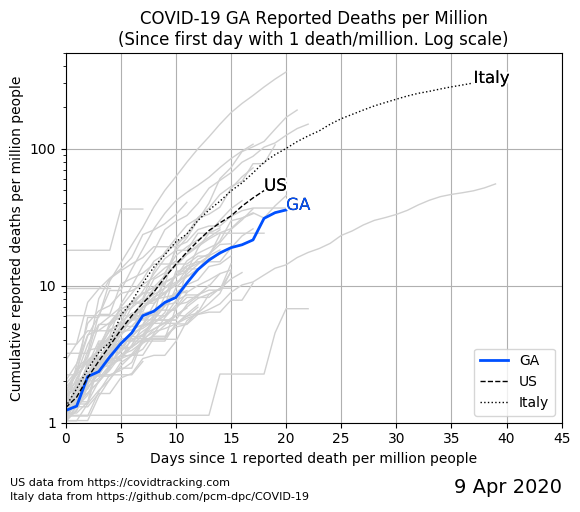 COVID-19 GA Reported Deaths per Million
(Since first day with 1 death/million. Log scale)
Cumulative reported deaths per million people
100
10
1
Italy
US
GA
GA
US
Italy
0 5 10 15 20 25 30 35 40 45
Days since 1 reported death per million people
US data from https://covidtracking.com
Italy data from https://github.com/pcm-dpc/COVID-19
9 Apr 2020